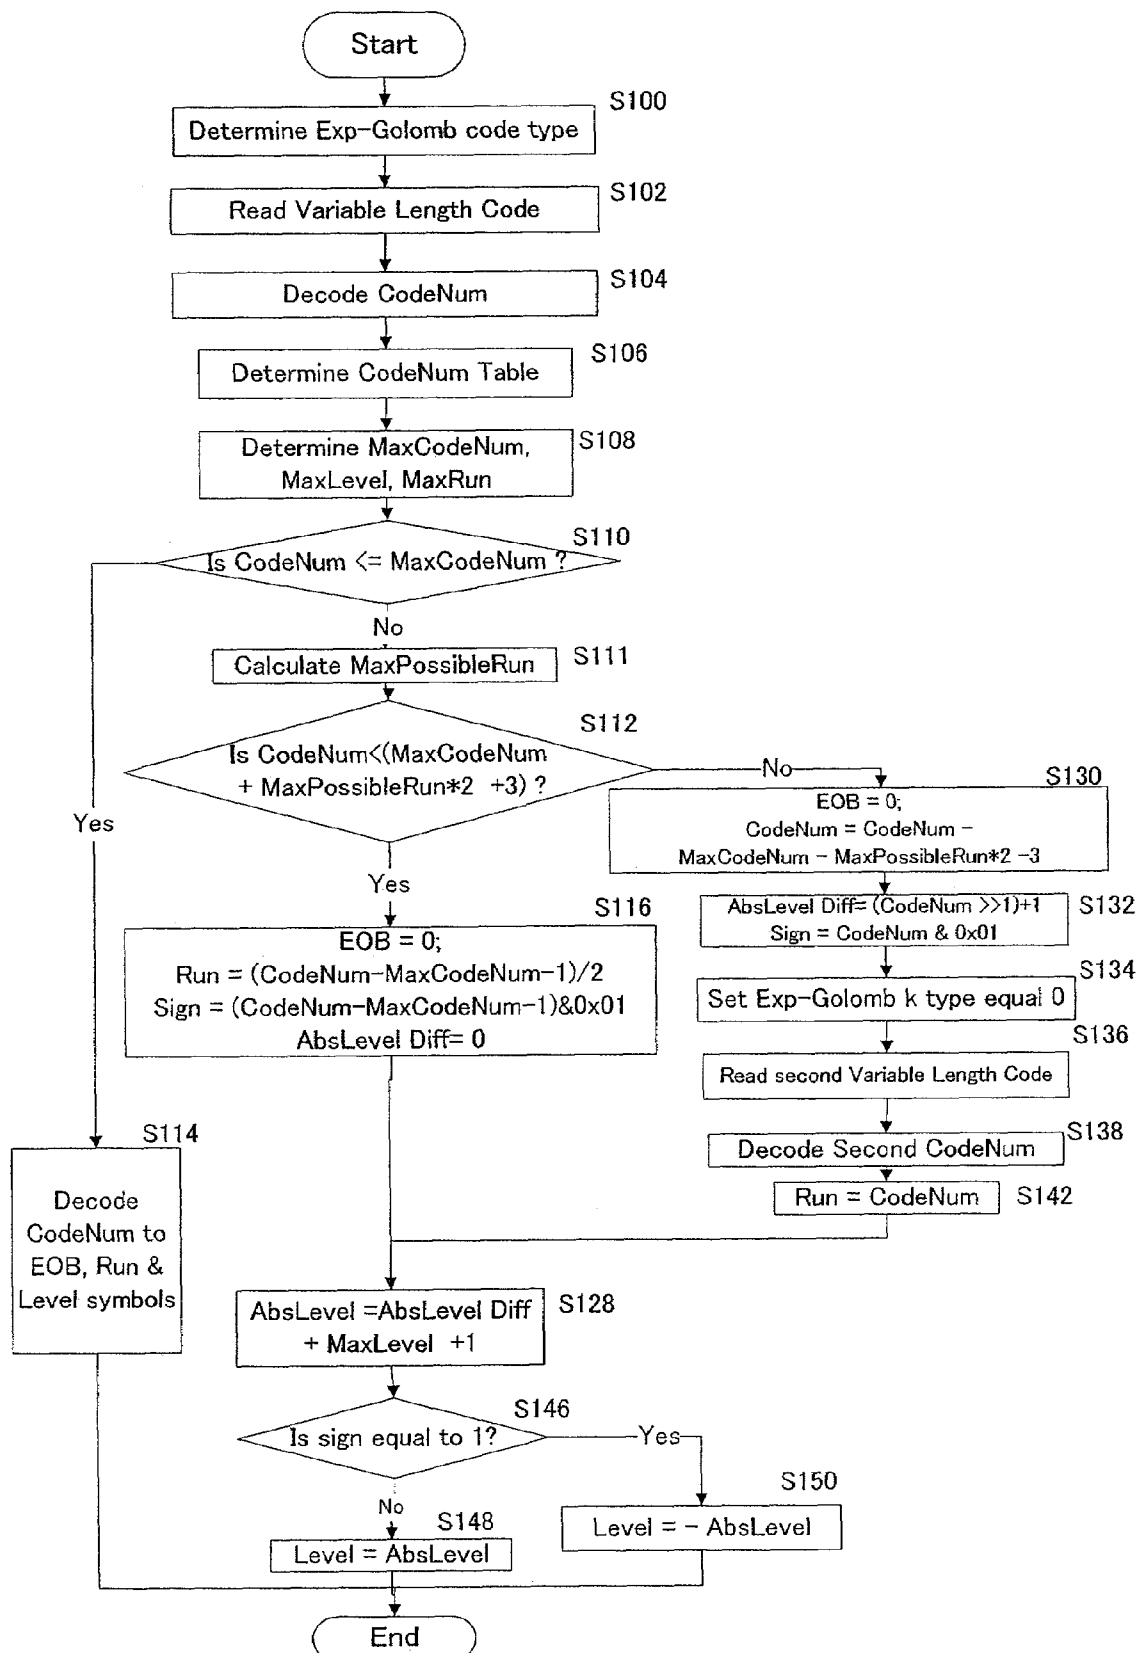 Start
S100
Determine Exp-Golomb code type
S102
Read Variable Length Code
S104
Decode CodeNum
S106
Determine CodeNum Table
S108
Determine MaxCodeNum,
MaxLevel, MaxRun
S110
Is CodeNum <= MaxCodeNum ?
No
Calculate MaxPossibleRun
S111
S112
Is CodeNum<(MaxCodeNum
+ MaxPossibleRun*2 +3) ?
No
Yes
Yes
S130
EOB = 0;
CodeNum = CodeNum -
MaxCodeNum - MaxPossibleRun*2 -3
S132
AbsLevel Diff= (CodeNum >>1)+1
Sign = CodeNum & 0x01
S134
Set Exp-Golomb k type equal 0
S136
Read second Variable Length Code
S138
Decode Second CodeNum
Run = CodeNum
S142
S116
EOB = 0;
Run = (CodeNum-MaxCodeNum-1)/2
Sign = (CodeNum-MaxCodeNum-1)&0x01
AbsLevel Diff= 0
S114
Decode
CodeNum to
EOB, Run &
Level symbols
S128
AbsLevel =AbsLevel Diff
+ MaxLevel +1
S146
Is sign equal to 1?
Yes
No
S150
Level = - AbsLevel
S148
Level = AbsLevel
End